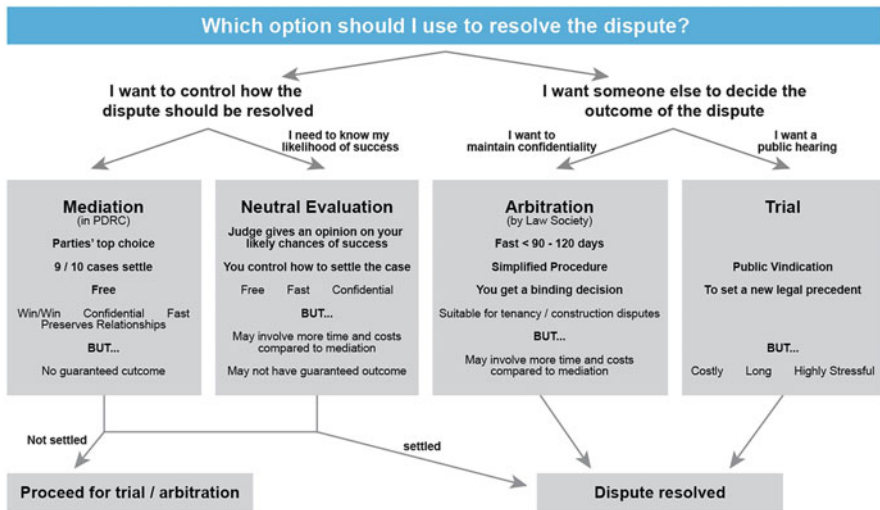 Which option should I use to resolve the dispute?
I want to control how the
dispute should be resolved
I want someone else to decide the
outcome of the dispute
I need to know my
likelihood of success
I want to
maintain confidentiality
I want a
public hearing
Mediation
(in PDRC)
Parties' top choice
9 / 10 cases settle
Free
Win/Win Confidential Fast
Preserves Relationships
BUT...
No guaranteed outcome
Neutral Evaluation
Judge gives an opinion on your
likely chances of success
You control how to settle the case
Free Fast Confidential
BUT...
May involve more time and costs
compared to mediation
May not have guaranteed outcome
Arbitration
(by Law Society)
Fast < 90 - 120 days
Simplified Procedure
You get a binding decision
Suitable for tenancy / construction disputes
BUT...
May involve more time and costs
compared to mediation
Trial
Public Vindication
To set a new legal precedent
BUT...
Costly Long Highly Stressful
Not settled
settled
Proceed for trial / arbitration
Dispute resolved